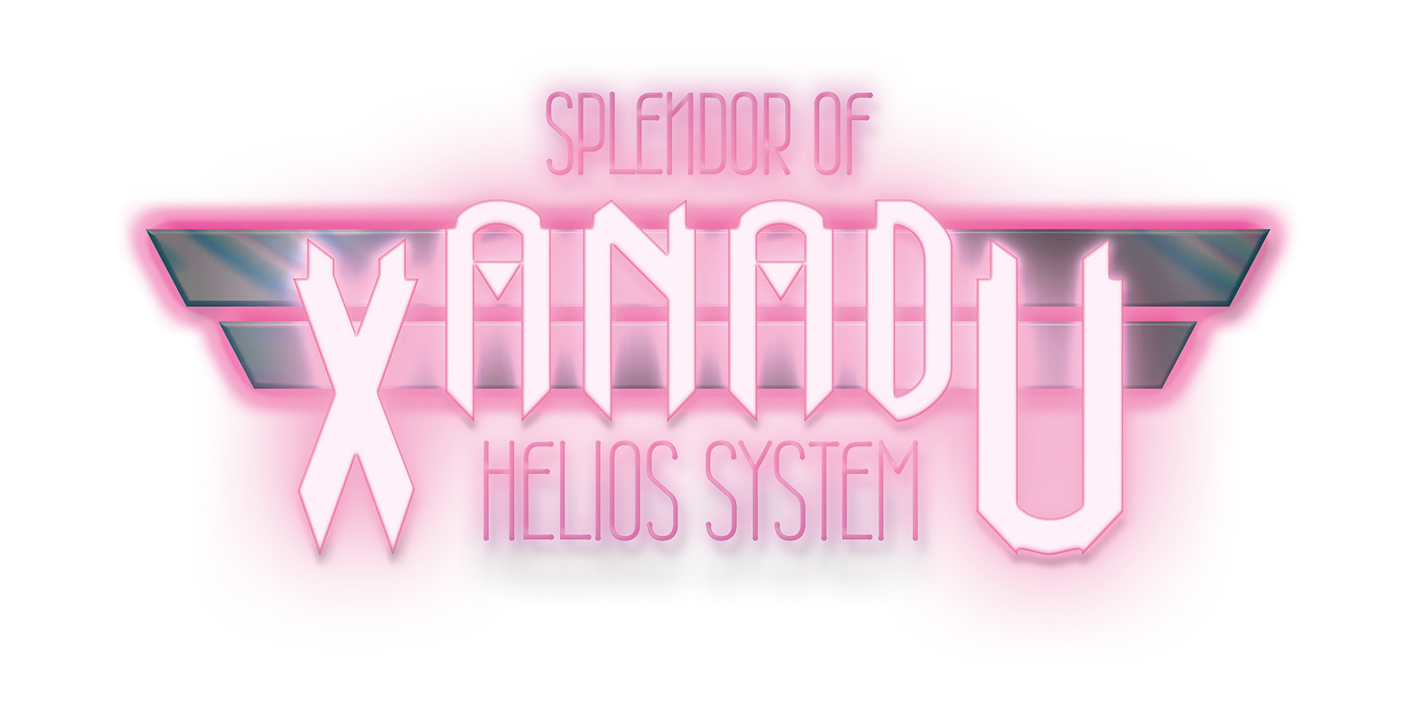 SPLENDOR OF
XANADU
HELIOS SYSTEM